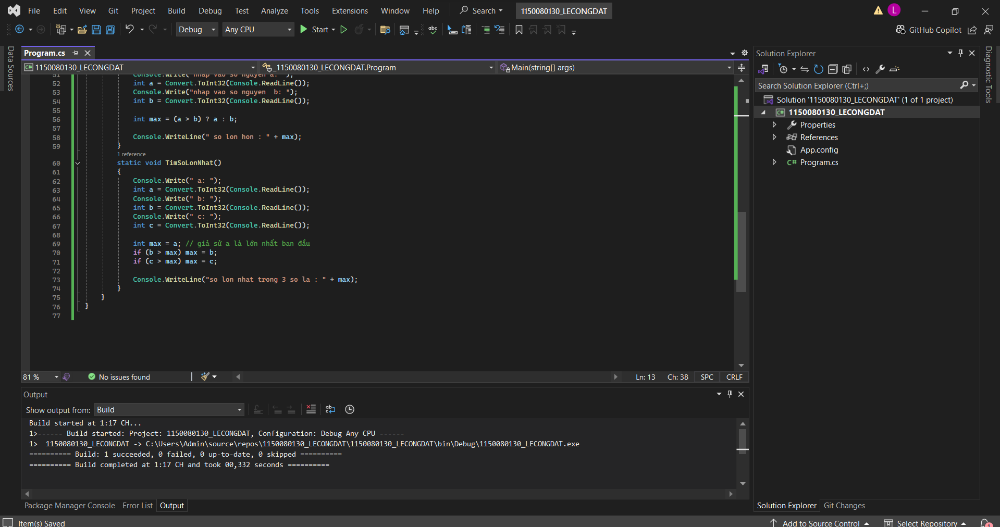 File Edit View Git Project Build Debug Test Analyze Tools Extensions Window Help Search 1150080130_LECONGDAT L
Debug Any CPU Start GitHub Copilot
Data Sources
Program.cs
1150080130_LECONGDAT _1150080130_LECONGDAT.Program Main(string[] args)
51 Console.Write("nhap vao so nguyen a: ");
52 int a = Convert.ToInt32(Console.ReadLine());
53 Console.Write("nhap vao so nguyen  b: ");
54 int b = Convert.ToInt32(Console.ReadLine());
55
56 int max = (a > b) ? a : b;
57
58 Console.WriteLine(" so lon hon : " + max);
59 }
1 reference
60 static void TimSoLonNhat()
61 {
62 Console.Write(" a: ");
63 int a = Convert.ToInt32(Console.ReadLine());
64 Console.Write(" b: ");
65 int b = Convert.ToInt32(Console.ReadLine());
66 Console.Write(" c: ");
67 int c = Convert.ToInt32(Console.ReadLine());
68
69 int max = a; // giả sử a là lớn nhất ban đầu
70 if (b > max) max = b;
71 if (c > max) max = c;
72
73 Console.WriteLine("so lon nhat trong 3 so la : " + max);
74 }
75 }
76 }
77
81 % No issues found Ln: 13 Ch: 38 SPC CRLF
Output
Show output from: Build
Build started at 1:17 CH...
1>------ Build started: Project: 1150080130_LECONGDAT, Configuration: Debug Any CPU ------
1>  1150080130_LECONGDAT -> C:\Users\Admin\source\repos\1150080130_LECONGDAT\1150080130_LECONGDAT\bin\Debug\1150080130_LECONGDAT.exe
========== Build: 1 succeeded, 0 failed, 0 up-to-date, 0 skipped ==========
========== Build completed at 1:17 CH and took 00,332 seconds ==========
Package Manager Console Error List Output
Solution Explorer
Search Solution Explorer (Ctrl+;)
Solution '1150080130_LECONGDAT' (1 of 1 project)
C# 1150080130_LECONGDAT
Properties
References
App.config
C# Program.cs
Solution Explorer Git Changes
Diagnostic Tools
Item(s) Saved Add to Source Control Select Repository 1